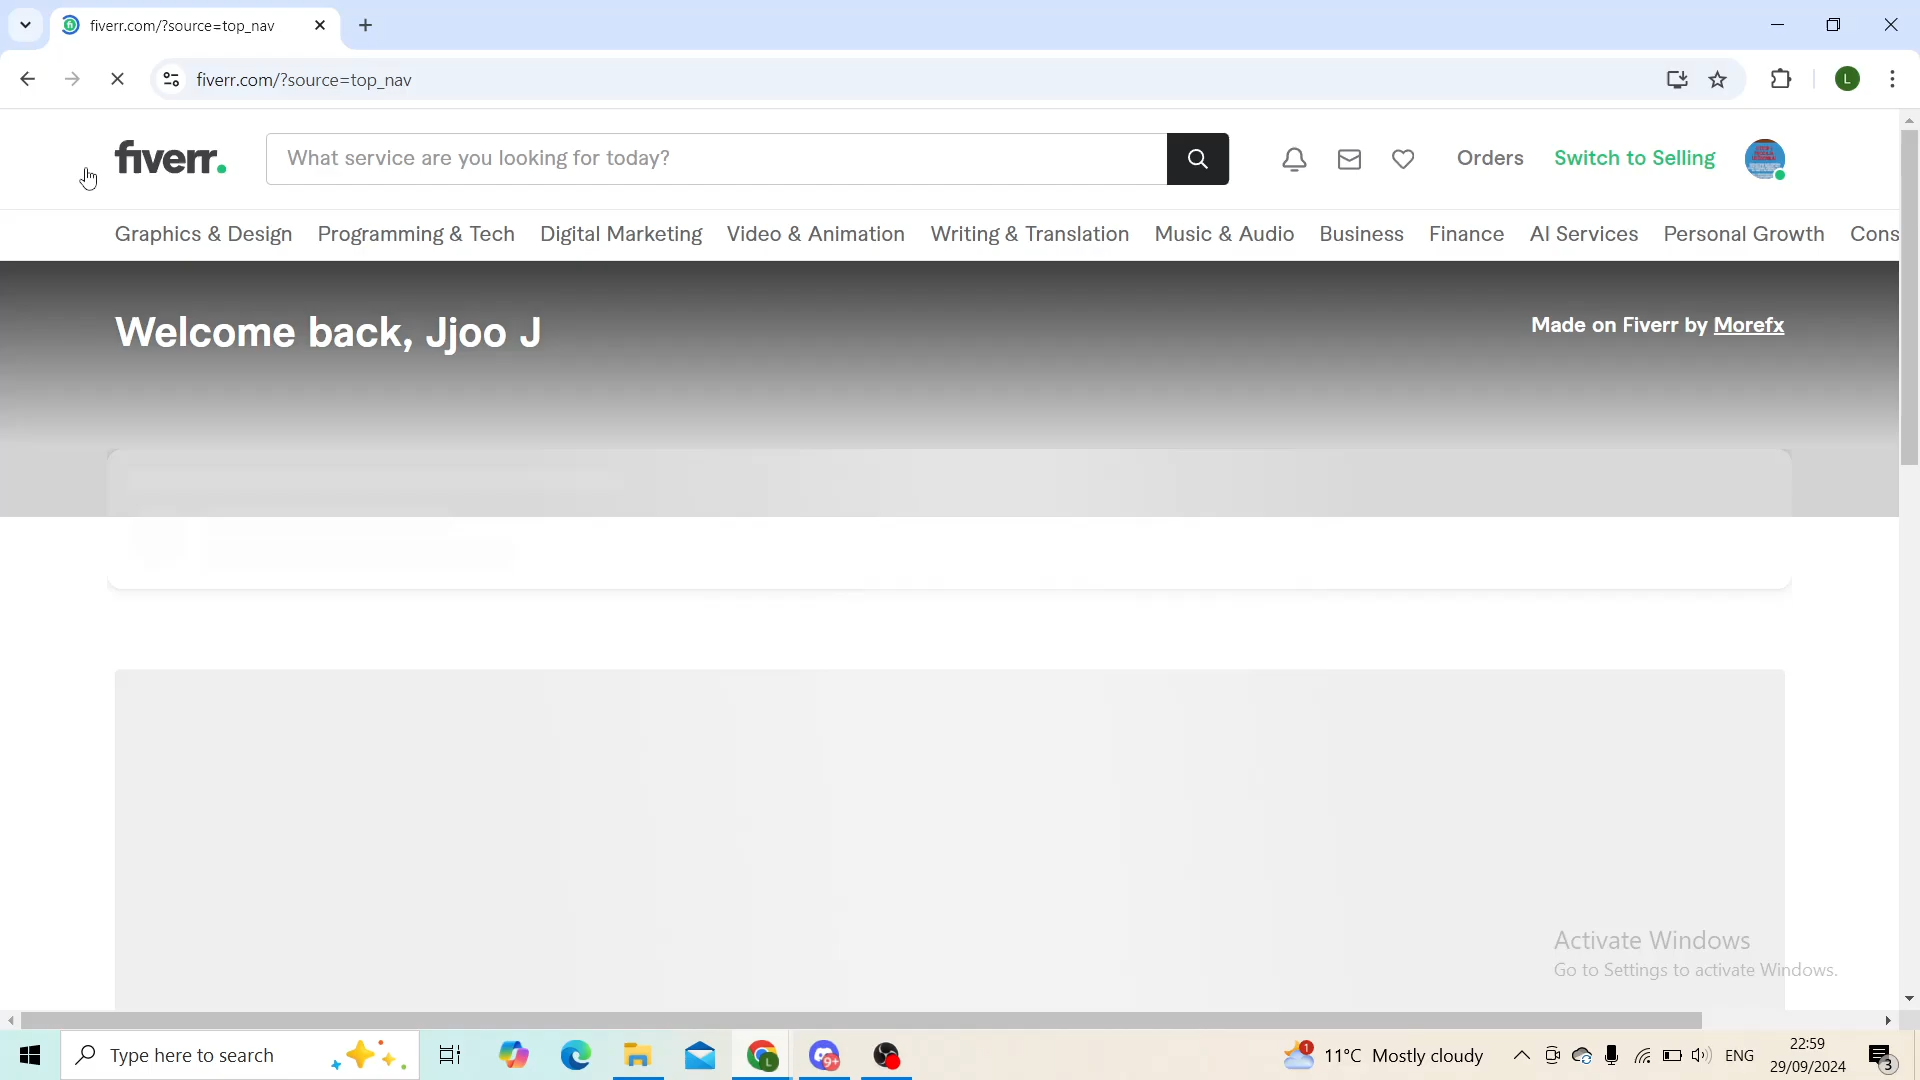 fiverr.com/?source=top_nav
fiverr.com/?source=top_nav
L
fiverr.
What service are you looking for today?
Orders
Switch to Selling
Graphics & Design
Programming & Tech
Digital Marketing
Video & Animation
Writing & Translation
Music & Audio
Business
Finance
AI Services
Personal Growth
Cons
Welcome back, Jjoo J
Made on Fiverr by Morefx
Activate Windows
Go to Settings to activate Windows.
Type here to search
9+
1
11°C Mostly cloudy
ENG
22:59
29/09/2024
3